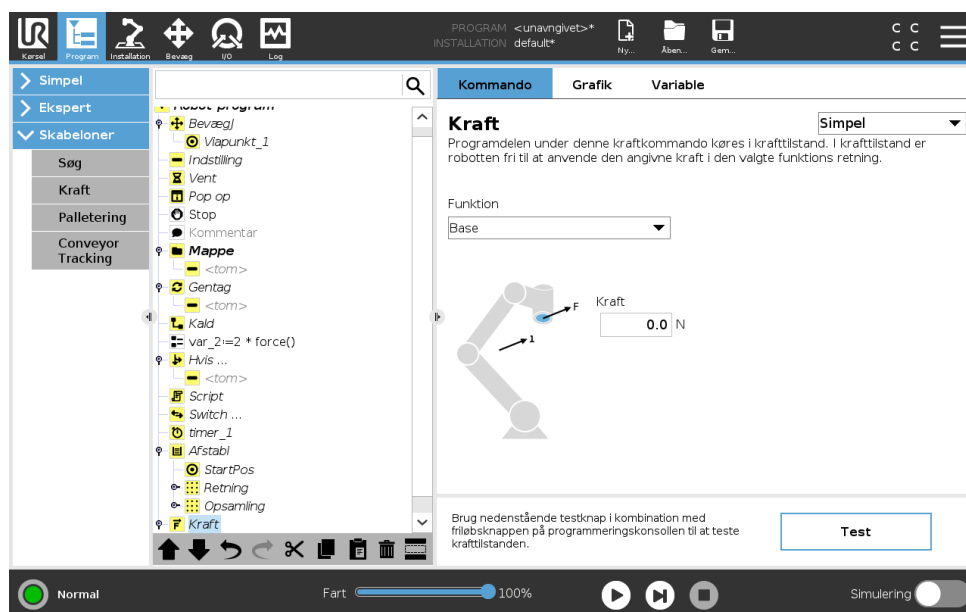 PROGRAM <unavngivet>*
INSTALLATION default*
UR
Kørsel
Program
Installation
Bevæg
I/O
Log
Ny...
Åben...
Gem...
C C
C C
Simpel
Ekspert
Skabeloner
Søg
Kraft
Palletering
Conveyor
Tracking
Robot-program
BevægJ
Viapunkt_1
Indstilling
Vent
Pop op
Stop
Kommentar
Mappe
<tom>
Gentag
<tom>
Kald
var_2:=2 * force()
Hvis ...
<tom>
Script
Switch ...
timer_1
Afstabl
StartPos
Retning
Opsamling
Kraft
Kommando
Grafik
Variable
Kraft
Simpel
Programdelen under denne kraftkommando køres i krafttilstand. I krafttilstand er
robotten fri til at anvende den angivne kraft i den valgte funktions retning.
Funktion
Base
F
1
Kraft
0.0 N
Brug nedenstående testknap i kombination med
friløbsknappen på programmeringskonsollen til at teste
krafttilstanden.
Test
Normal
Fart
100%
Simulering